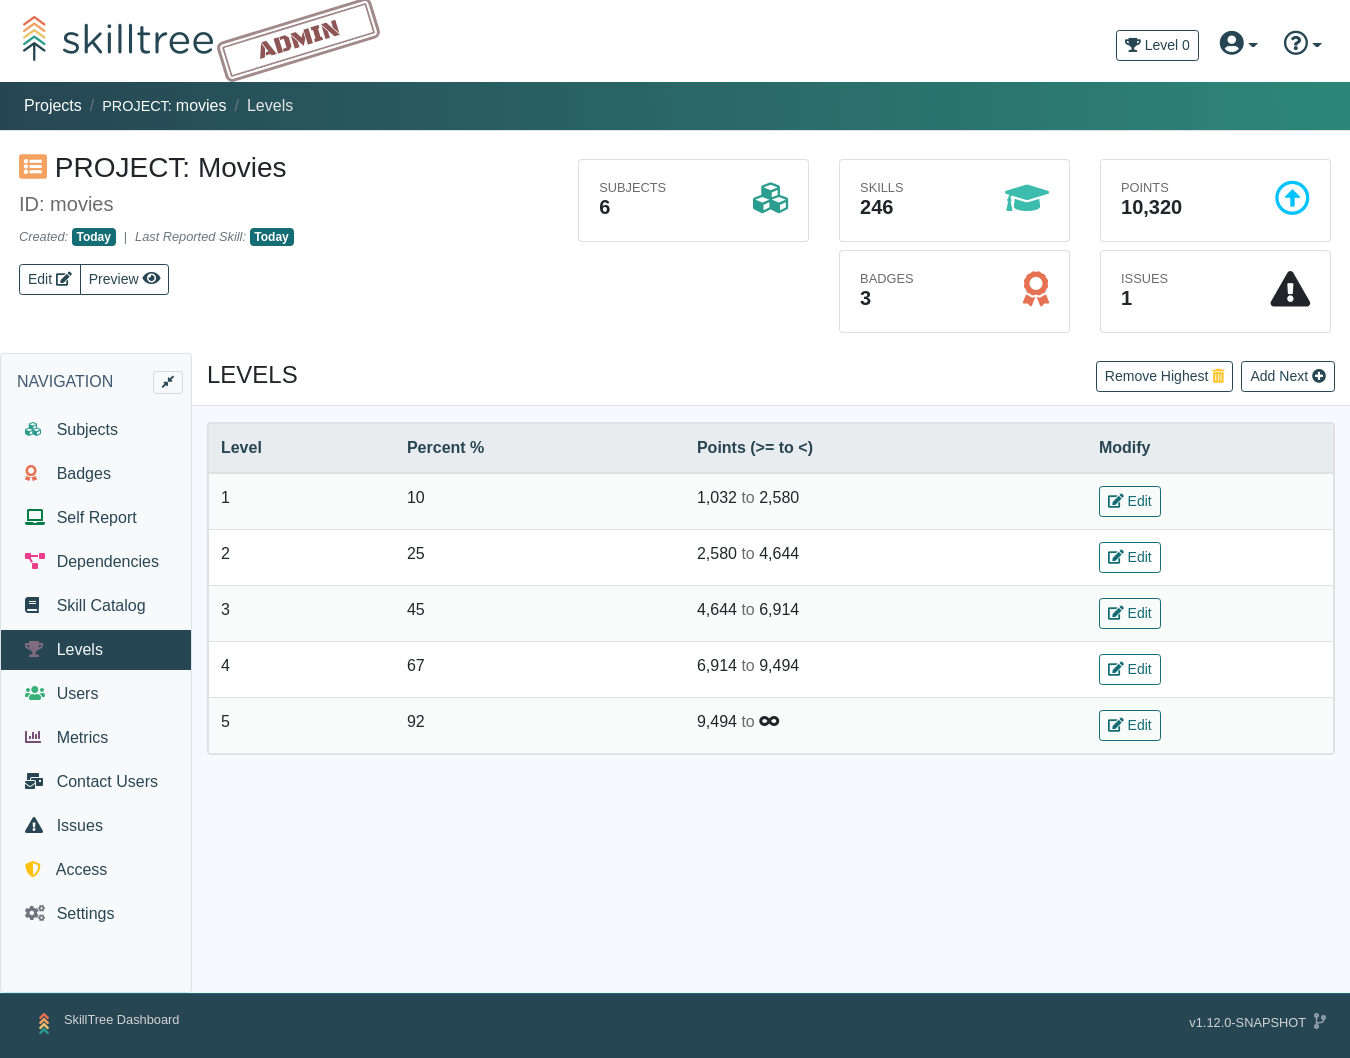 skilltree ADMIN
Level 0
Projects / PROJECT: movies / Levels
PROJECT: Movies
ID: movies
Created: Today | Last Reported Skill: Today
Edit Preview
SUBJECTS
6
SKILLS
246
POINTS
10,320
BADGES
3
ISSUES
1
NAVIGATION
Subjects
Badges
Self Report
Dependencies
Skill Catalog
Levels
Users
Metrics
Contact Users
Issues
Access
Settings
LEVELS
Remove Highest Add Next
Level Percent % Points (>= to <) Modify
1 10 1,032 to 2,580 Edit
2 25 2,580 to 4,644 Edit
3 45 4,644 to 6,914 Edit
4 67 6,914 to 9,494 Edit
5 92 9,494 to ∞ Edit
SkillTree Dashboard
v1.12.0-SNAPSHOT